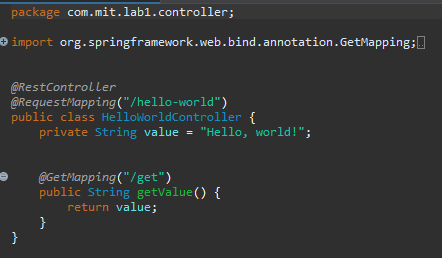 package com.mit.lab1.controller;
import org.springframework.web.bind.annotation.GetMapping;
@RestController
@RequestMapping("/hello-world")
public class HelloWorldController {
    private String value = "Hello, world!";
    @GetMapping("/get")
    public String getValue() {
        return value;
    }
}